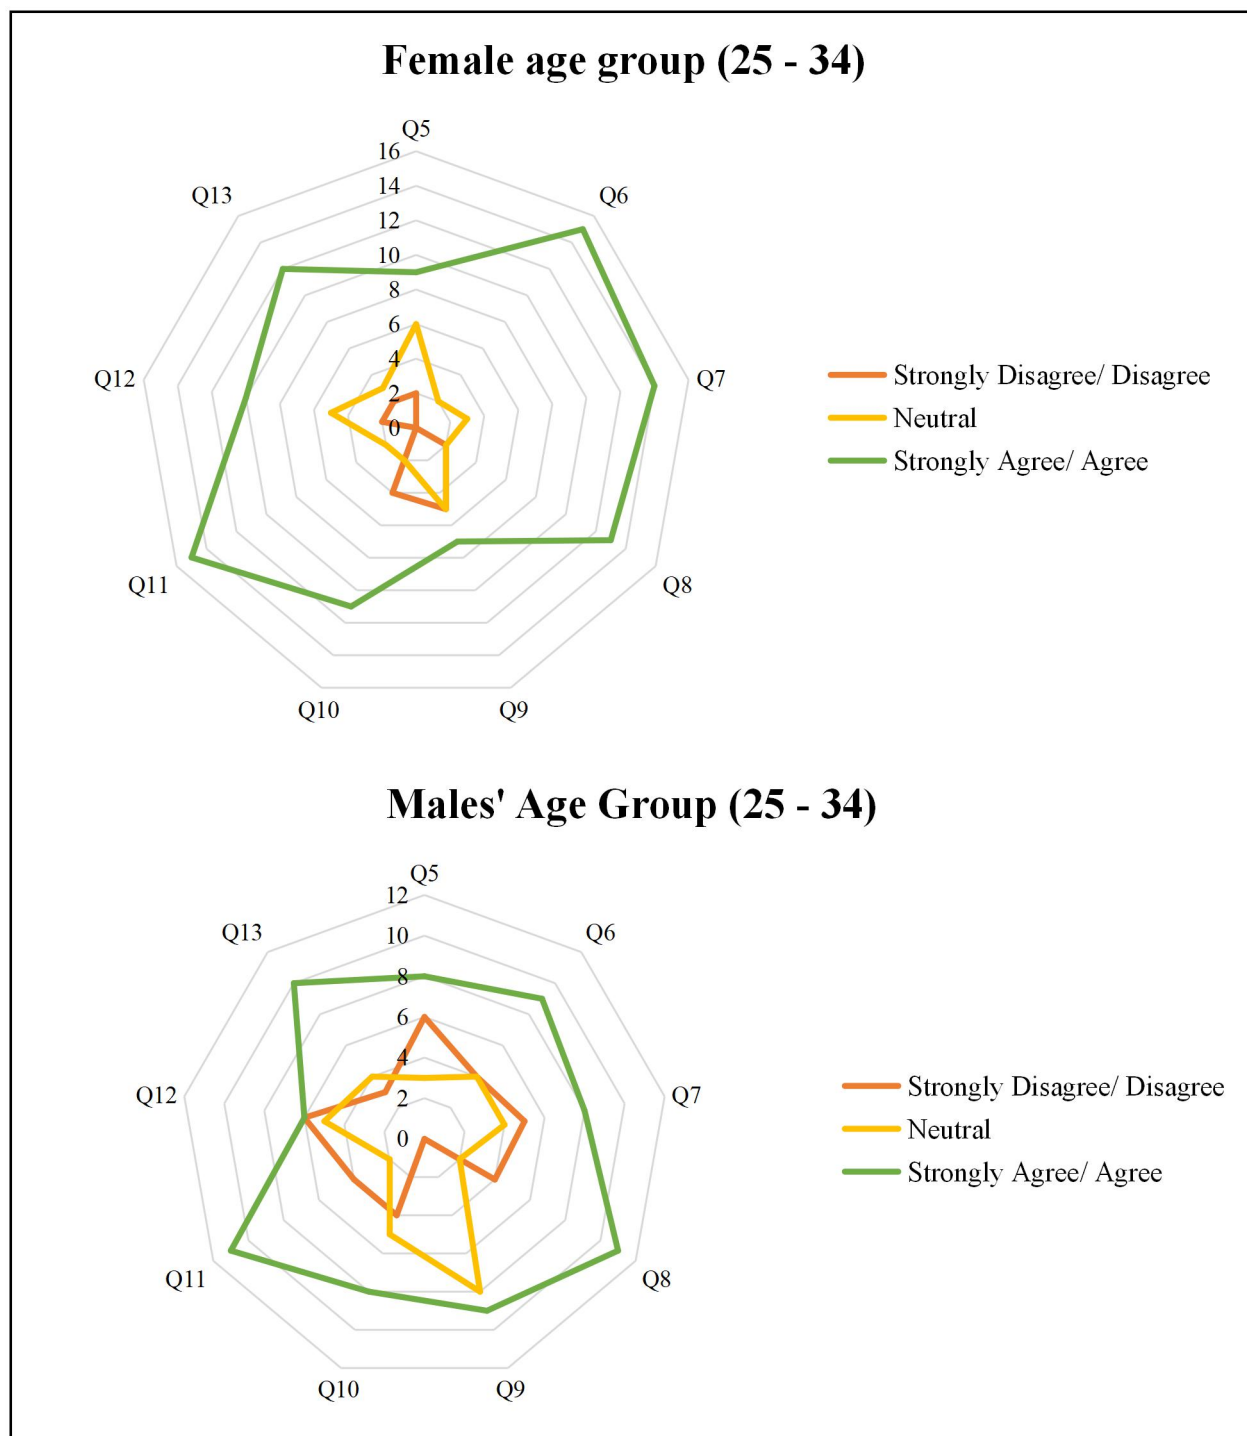 Female age group (25 - 34)
Q5
16
14
12
10
8
6
4
2
0
Q6
Q7
Q8
Q9
Q10
Q11
Q12
Q13
Strongly Disagree/ Disagree
Neutral
Strongly Agree/ Agree
Males' Age Group (25 - 34)
Q5
12
10
8
6
4
2
0
Q6
Q7
Q8
Q9
Q10
Q11
Q12
Q13
Strongly Disagree/ Disagree
Neutral
Strongly Agree/ Agree